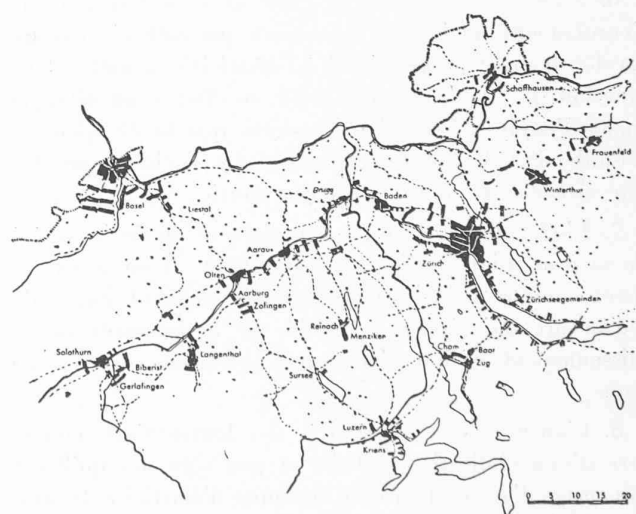 Schaffhausen
Frauenfeld
Winterthur
Basel
Liestal
Brugg
Baden
Aarau
Zürich
Olten
Aarburg
Zofingen
Zürichseegemeinden
Reinach
Menziken
Solothurn
Langenthal
Cham
Baar
Zug
Biberist
Gerlafingen
Sursee
Luzern
Kriens
0 5 10 15 20